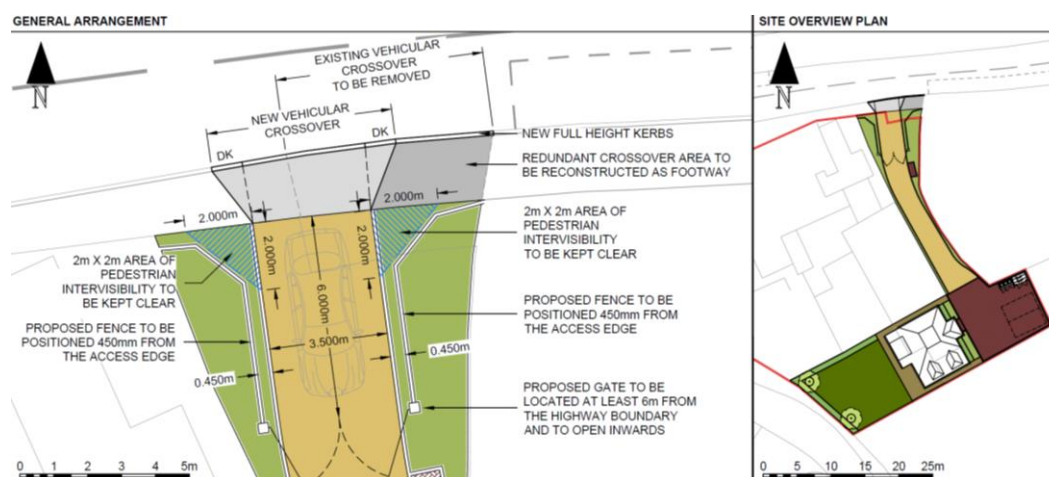 GENERAL ARRANGEMENT
N
EXISTING VEHICULAR
CROSSOVER
TO BE REMOVED
NEW VEHICULAR
CROSSOVER
DK
DK
NEW FULL HEIGHT KERBS
REDUNDANT CROSSOVER AREA TO
BE RECONSTRUCTED AS FOOTWAY
2.000m
2.000m
2.000m
2.000m
6.000m
3.500m
0.450m
0.450m
2m X 2m AREA OF
PEDESTRIAN
INTERVISIBILITY
TO BE KEPT CLEAR
2m X 2m AREA OF
PEDESTRIAN
INTERVISIBILITY TO
BE KEPT CLEAR
PROPOSED FENCE TO BE
POSITIONED 450mm FROM
THE ACCESS EDGE
PROPOSED FENCE TO BE
POSITIONED 450mm FROM
THE ACCESS EDGE
PROPOSED GATE TO BE
LOCATED AT LEAST 6m FROM
THE HIGHWAY BOUNDARY
AND TO OPEN INWARDS
0 1 2 3 4 5m
SITE OVERVIEW PLAN
N
0 5 10 15 20 25m